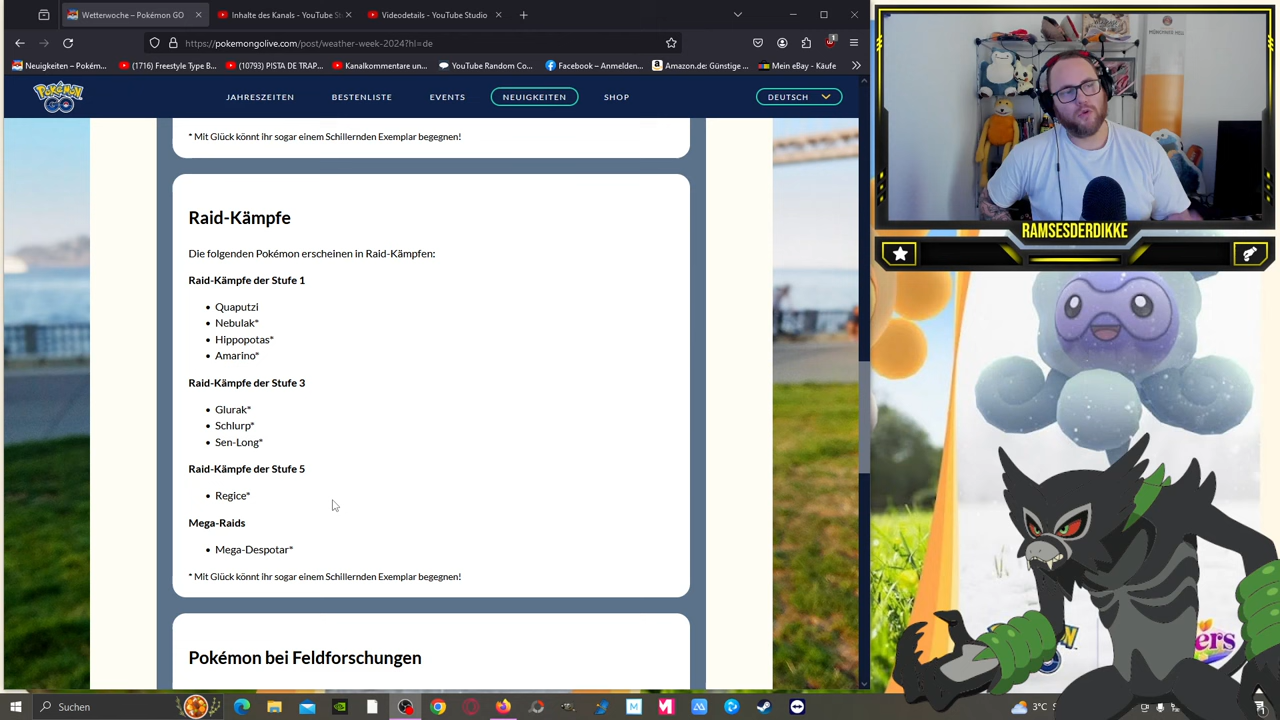 Wetterwoche – Pokémon GO
Inhalte des Kanals - YouTube St
Videodetails - YouTube Studio
https://pokemongolive.com/post/weather-week-2024?hl=de
1
Neuigkeiten – Pokém...
(1716) Freestyle Type B...
(10793) PISTA DE TRAP...
Kanalkommentare un...
YouTube Random Co...
Facebook – Anmelden...
Amazon.de: Günstige ...
Mein eBay - Käufe
POKéMON GO
JAHRESZEITEN
BESTENLISTE
EVENTS
NEUIGKEITEN
SHOP
DEUTSCH
* Mit Glück könnt ihr sogar einem Schillernden Exemplar begegnen!
Raid-Kämpfe
Die folgenden Pokémon erscheinen in Raid-Kämpfen:
Raid-Kämpfe der Stufe 1
• Quaputzi
• Nebulak*
• Hippopotas*
• Amarino*
Raid-Kämpfe der Stufe 3
• Glurak*
• Schlurp*
• Sen-Long*
Raid-Kämpfe der Stufe 5
• Regice*
Mega-Raids
• Mega-Despotar*
* Mit Glück könnt ihr sogar einem Schillernden Exemplar begegnen!
Pokémon bei Feldforschungen
RAMSESDERDIKKE
Suchen
3°C